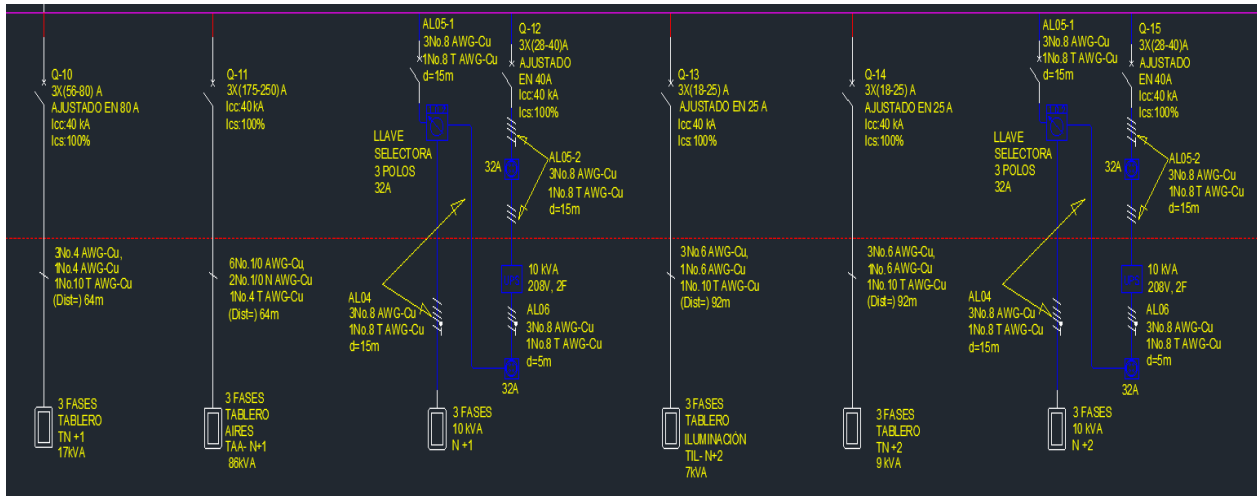 Q-10
3X(56-80) A
AJUSTADO EN 80 A
Icc:40 kA
Ics:100%
3No.4 AWG-Cu,
1No.4 AWG-Cu
1No.10 T AWG-Cu
(Dist=) 64m
3 FASES
TABLERO
TN +1
17kVA
Q-11
3X(175-250) A
Icc:40 kA
Ics:100%
6No.1/0 AWG-Cu,
2No.1/0 N AWG-Cu
1No.4 T AWG-Cu
(Dist=) 64m
3 FASES
TABLERO
AIRES
TAA- N+1
86kVA
AL05-1
3No.8 AWG-Cu
1No.8 T AWG-Cu
d=15m
LLAVE
SELECTORA
3 POLOS
32A
Q-12
3X(28-40)A
AJUSTADO
EN 40A
Icc:40 kA
Ics:100%
32A
AL05-2
3No.8 AWG-Cu
1No.8 T AWG-Cu
d=15m
10 kVA
208V, 2F
UPS
AL04
3No.8 AWG-Cu
1No.8 T AWG-Cu
d=15m
AL06
3No.8 AWG-Cu
1No.8 T AWG-Cu
d=5m
32A
3 FASES
10 kVA
N +1
Q-13
3X(18-25) A
AJUSTADO EN 25 A
Icc:40 kA
Ics:100%
3No.6 AWG-Cu,
1No.6 AWG-Cu
1No.10 T AWG-Cu
(Dist=) 92m
3 FASES
TABLERO
ILUMINACIÓN
TIL- N+2
7kVA
Q-14
3X(18-25) A
AJUSTADO EN 25 A
Icc:40 kA
Ics:100%
3No.6 AWG-Cu,
1No.6 AWG-Cu
1No.10 T AWG-Cu
(Dist=) 92m
3 FASES
TABLERO
TN +2
9 kVA
AL05-1
3No.8 AWG-Cu
1No.8 T AWG-Cu
d=15m
LLAVE
SELECTORA
3 POLOS
32A
Q-15
3X(28-40)A
AJUSTADO
EN 40A
Icc:40 kA
Ics:100%
32A
AL05-2
3No.8 AWG-Cu
1No.8 T AWG-Cu
d=15m
10 kVA
208V, 2F
UPS
AL04
3No.8 AWG-Cu
1No.8 T AWG-Cu
d=15m
AL06
3No.8 AWG-Cu
1No.8 T AWG-Cu
d=5m
32A
3 FASES
10 kVA
N +2